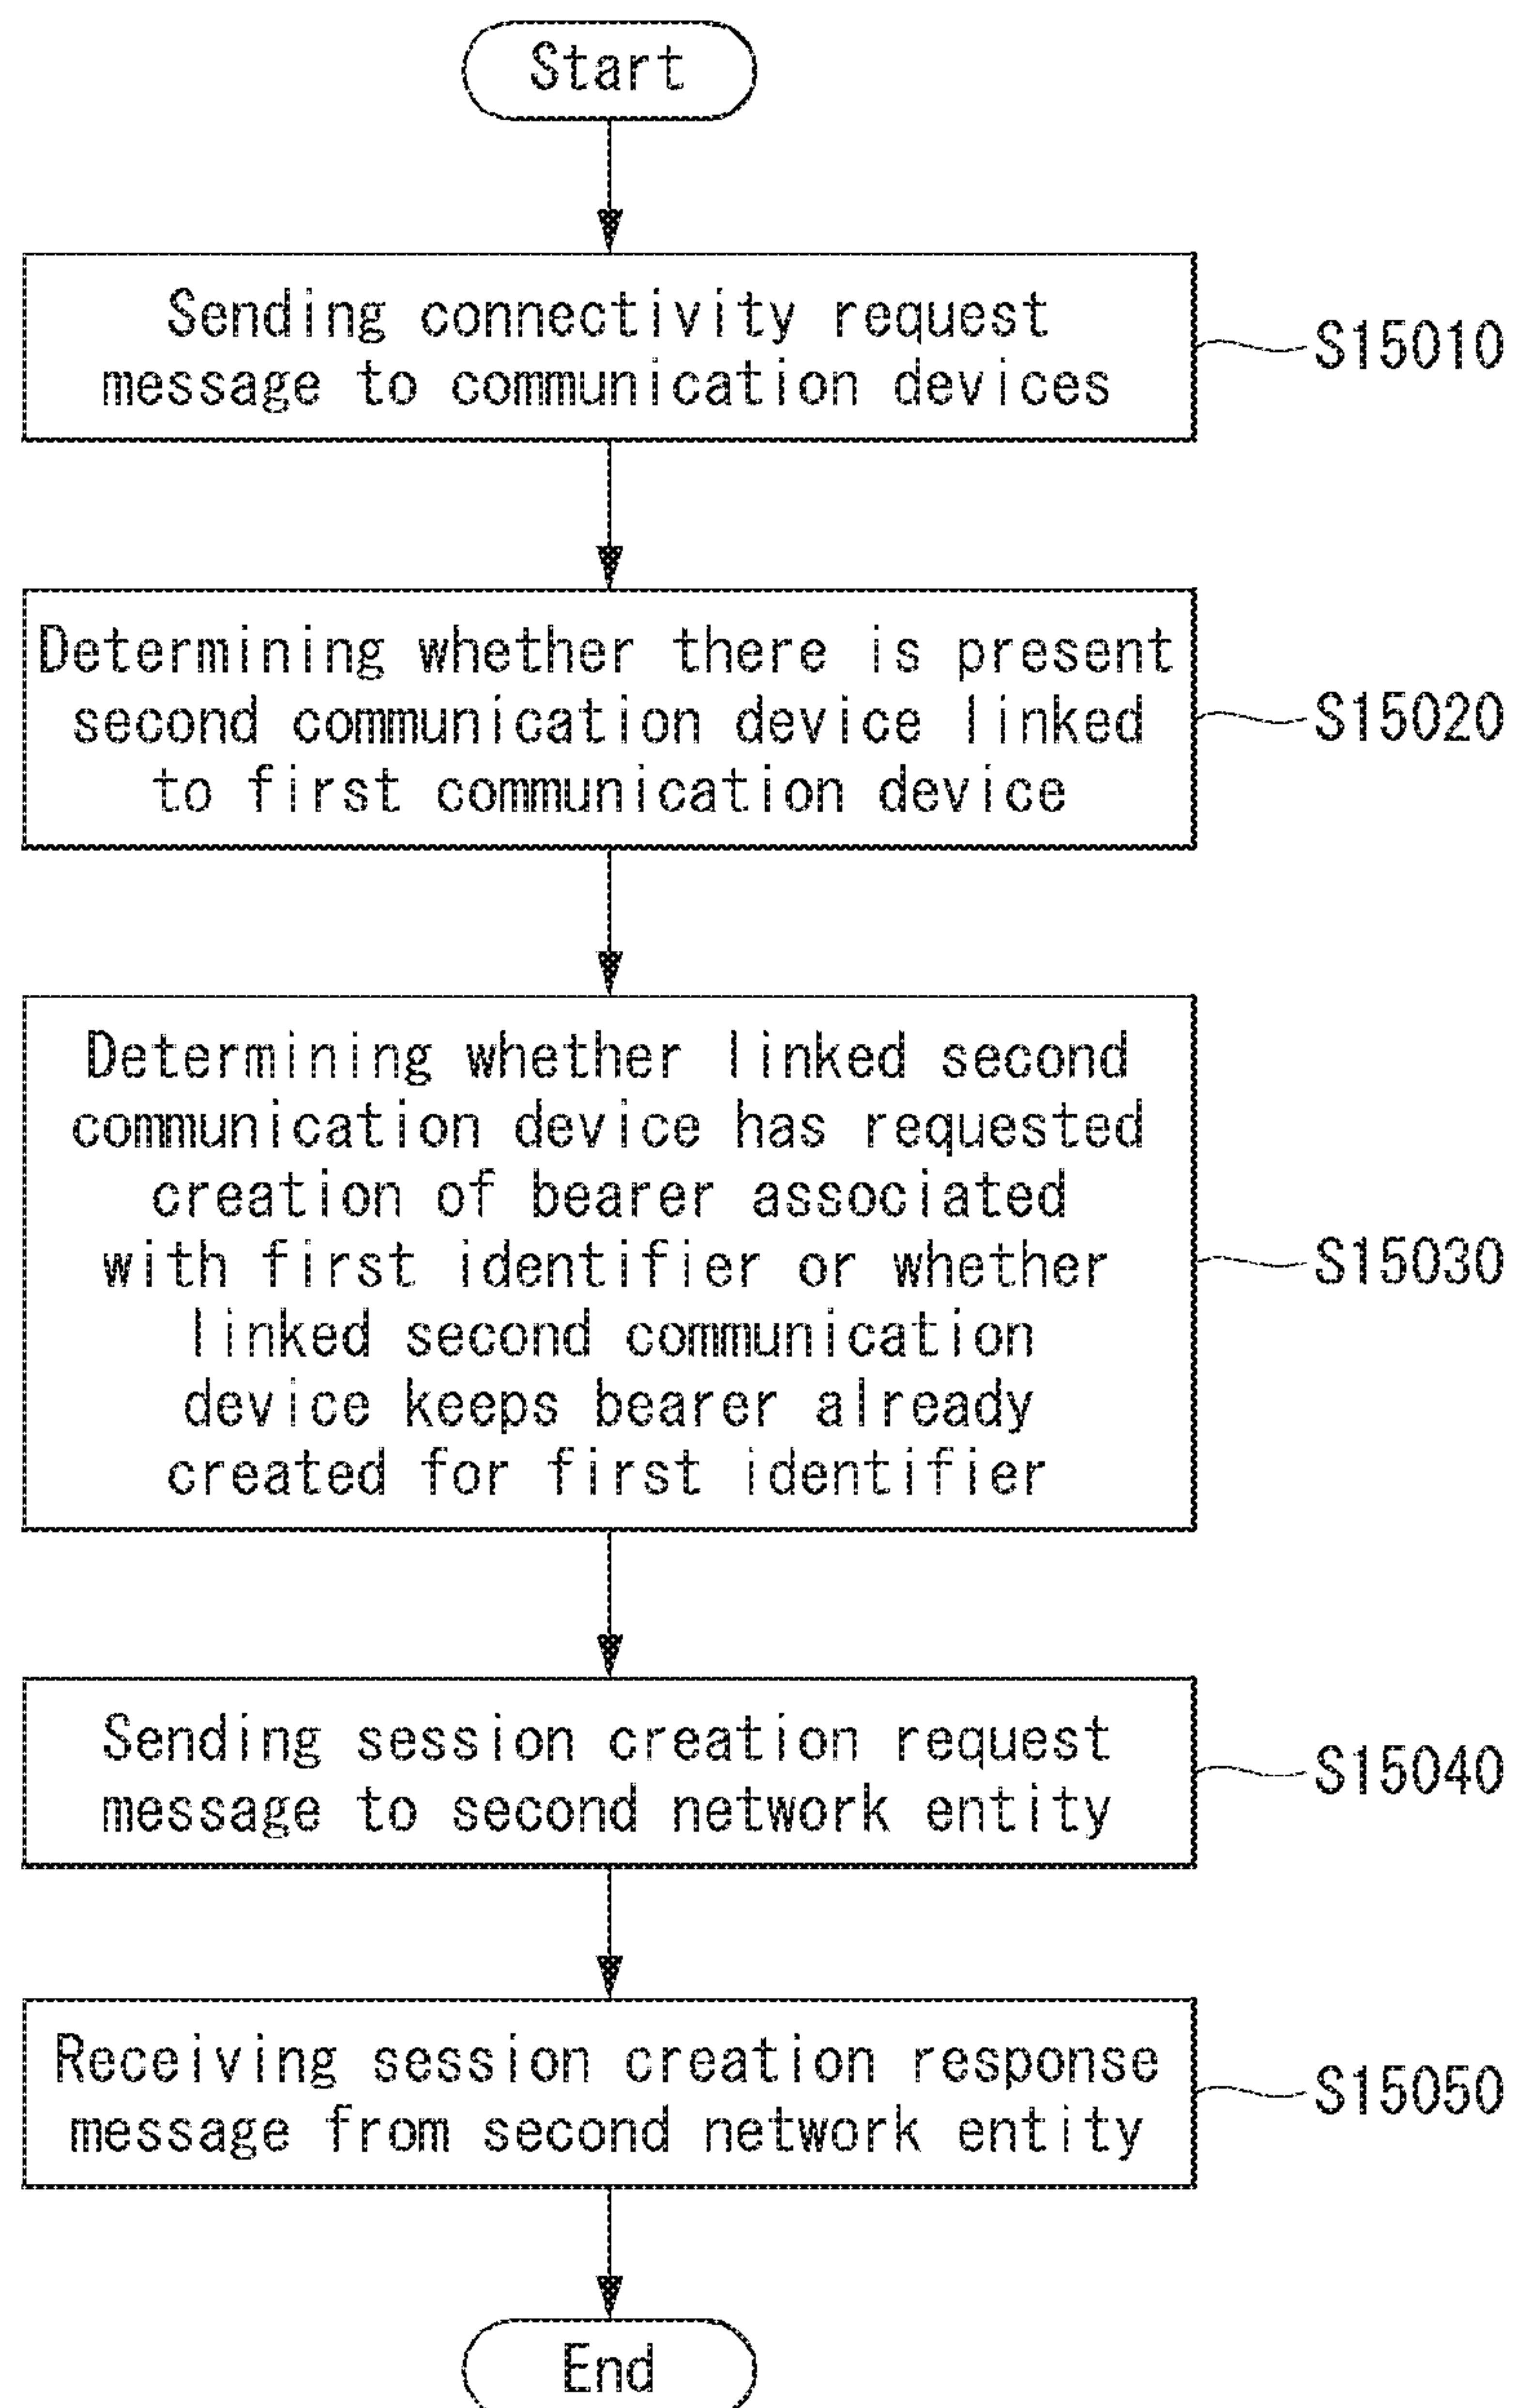 Start
Sending connectivity request
message to communication devices
S15010
Determining whether there is present
second communication device linked
to first communication device
S15020
Determining whether linked second
communication device has requested
creation of bearer associated
with first identifier or whether
linked second communication
device keeps bearer already
created for first identifier
S15030
Sending session creation request
message to second network entity
S15040
Receiving session creation response
message from second network entity
S15050
End